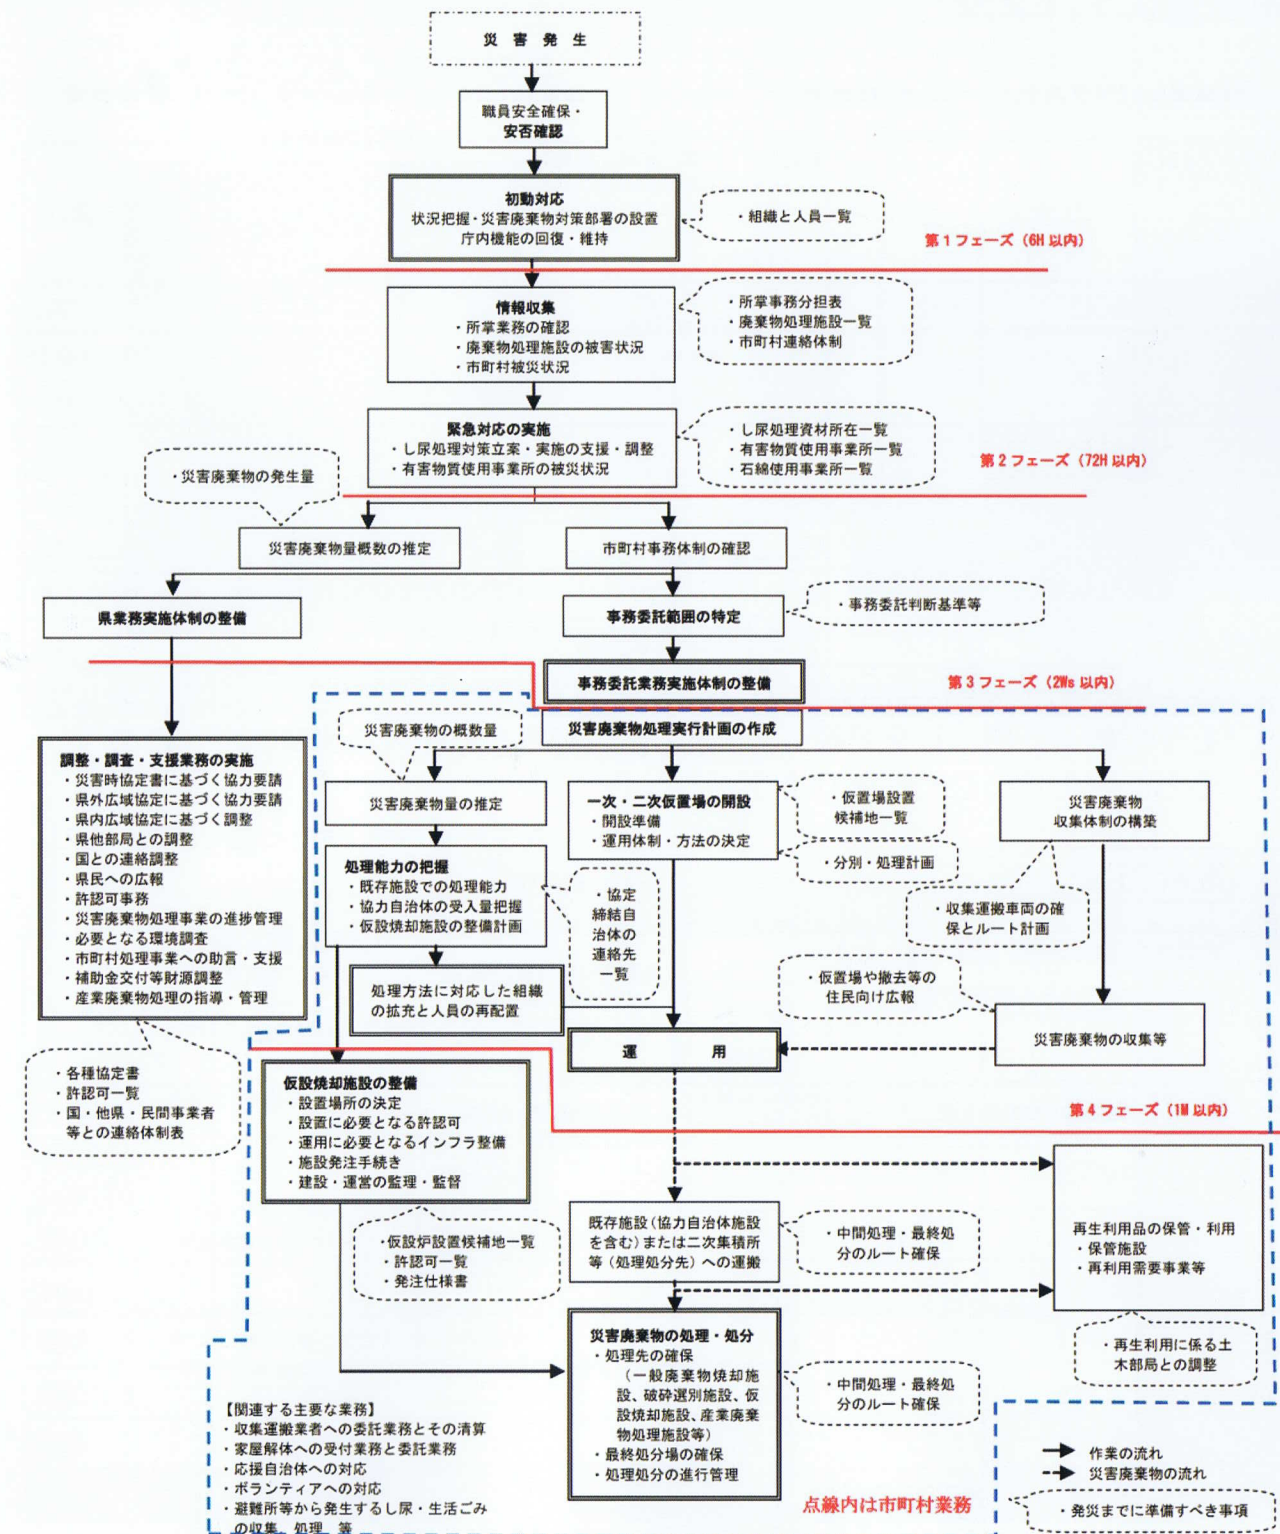 災害発生
職員安全確保・
安否確認
初動対応
状況把握・災害廃棄物対策部署の設置
庁内機能の回復・維持
・組織と人員一覧
第1フェーズ（6H以内）
情報収集
・所掌業務の確認
・廃棄物処理施設の被害状況
・市町村被災状況
・所掌事務分担表
・廃棄物処理施設一覧
・市町村連絡体制
緊急対応の実施
・し尿処理対策立案・実施の支援・調整
・有害物質使用事業所の被災状況
・し尿処理資材所在一覧
・有害物質使用事業所一覧
・石綿使用事業所一覧
第2フェーズ（72H以内）
・災害廃棄物の発生量
災害廃棄物量概数の推定
市町村事務体制の確認
県業務実施体制の整備
事務委託範囲の特定
・事務委託判断基準等
事務委託業務実施体制の整備
第3フェーズ（2Ws以内）
災害廃棄物処理実行計画の作成
災害廃棄物の概数量
調整・調査・支援業務の実施
・災害時協定書に基づく協力要請
・県外広域協定に基づく協力要請
・県内広域協定に基づく調整
・県他部局との調整
・国との連絡調整
・県民への広報
・許認可事務
・災害廃棄物処理事業の進捗管理
・必要となる環境調査
・市町村処理事業への助言・支援
・補助金交付等財源調整
・産業廃棄物処理の指導・管理
・各種協定書
・許認可一覧
・国・他県・民間事業者
等との連絡体制表
災害廃棄物量の推定
処理能力の把握
・既存施設での処理能力
・協力自治体の受入量把握
・仮設焼却施設の整備計画
・協定
締結自
治体の
連絡先
一覧
処理方法に対応した組織
の拡充と人員の再配置
一次・二次仮置場の開設
・開設準備
・運用体制・方法の決定
・仮置場設置
候補地一覧
・分別・処理計画
災害廃棄物
収集体制の構築
・収集運搬車両の確
保とルート計画
・仮置場や撤去等の
住民向け広報
運用
災害廃棄物の収集等
第4フェーズ（1M以内）
仮設焼却施設の整備
・設置場所の決定
・設置に必要となる許認可
・運用に必要となるインフラ整備
・施設発注手続き
・建設・運営の監理・監督
・仮設炉設置候補地一覧
・許認可一覧
・発注仕様書
既存施設（協力自治体施設
を含む）または二次集積所
等（処理処分先）への運搬
・中間処理・最終処
分のルート確保
再生利用品の保管・利用
・保管施設
・再利用需要事業等
・再生利用に係る土
木部局との調整
災害廃棄物の処理・処分
・処理先の確保
（一般廃棄物焼却施
設、破砕選別施設、仮
設焼却施設、産業廃棄
物処理施設等）
・最終処分場の確保
・処理処分の進行管理
・中間処理・最終処
分のルート確保
【関連する主要な業務】
・収集運搬業者への委託業務とその清算
・家屋解体への受付業務と委託業務
・応援自治体への対応
・ボランティアへの対応
・避難所等から発生するし尿・生活ごみ
の収集、処理 等
点線内は市町村業務
作業の流れ
災害廃棄物の流れ
・発災までに準備すべき事項